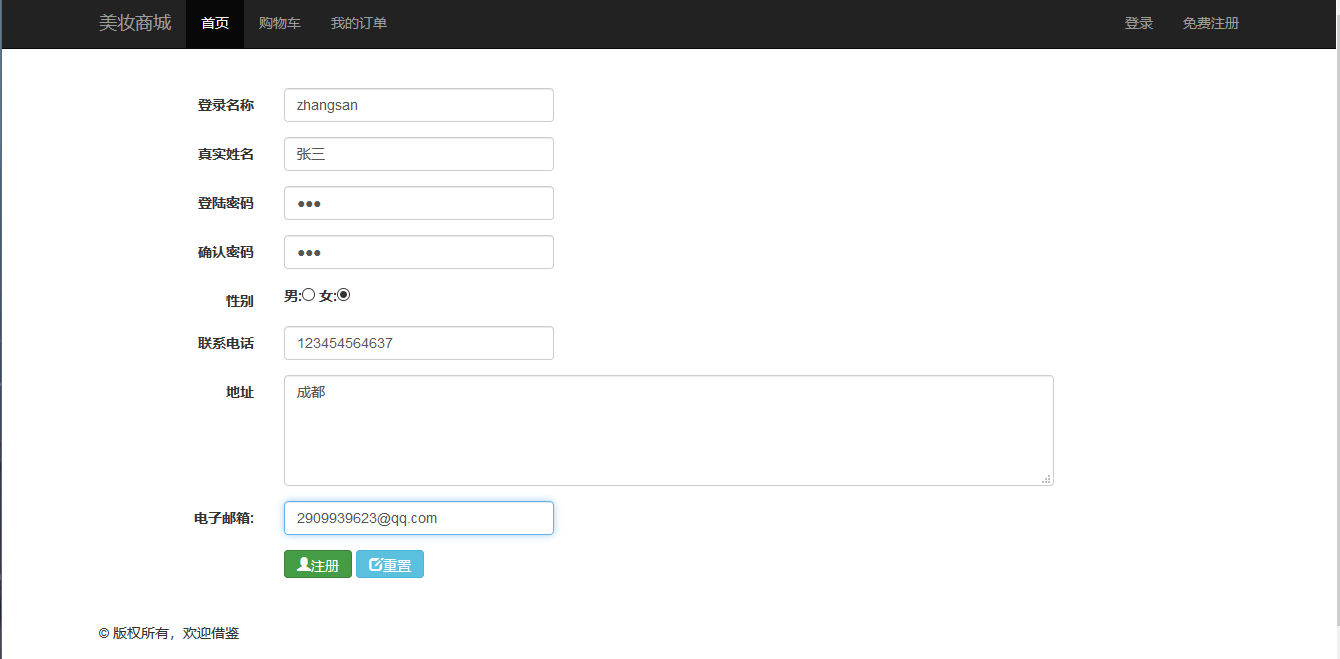 美妆商城 首页 购物车 我的订单 登录 免费注册
登录名称 zhangsan
真实姓名 张三
登陆密码 ●●●
确认密码 ●●●
性别 男: 女:
联系电话 123454564637
地址 成都
电子邮箱: 2909939623@qq.com
注册 重置
© 版权所有，欢迎借鉴